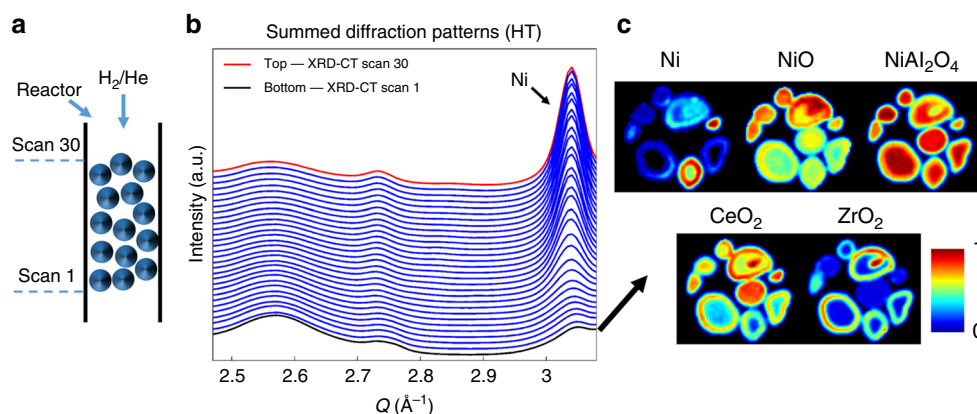 a
H₂/He
Reactor
Scan 30
Scan 1
b
Summed diffraction patterns (HT)
Top — XRD-CT scan 30
Bottom — XRD-CT scan 1
Ni
Intensity (a.u.)
2.5 2.6 2.7 2.8 2.9 3
Q (Å⁻¹)
c
Ni NiO NiAl₂O₄
CeO₂ ZrO₂
1
0